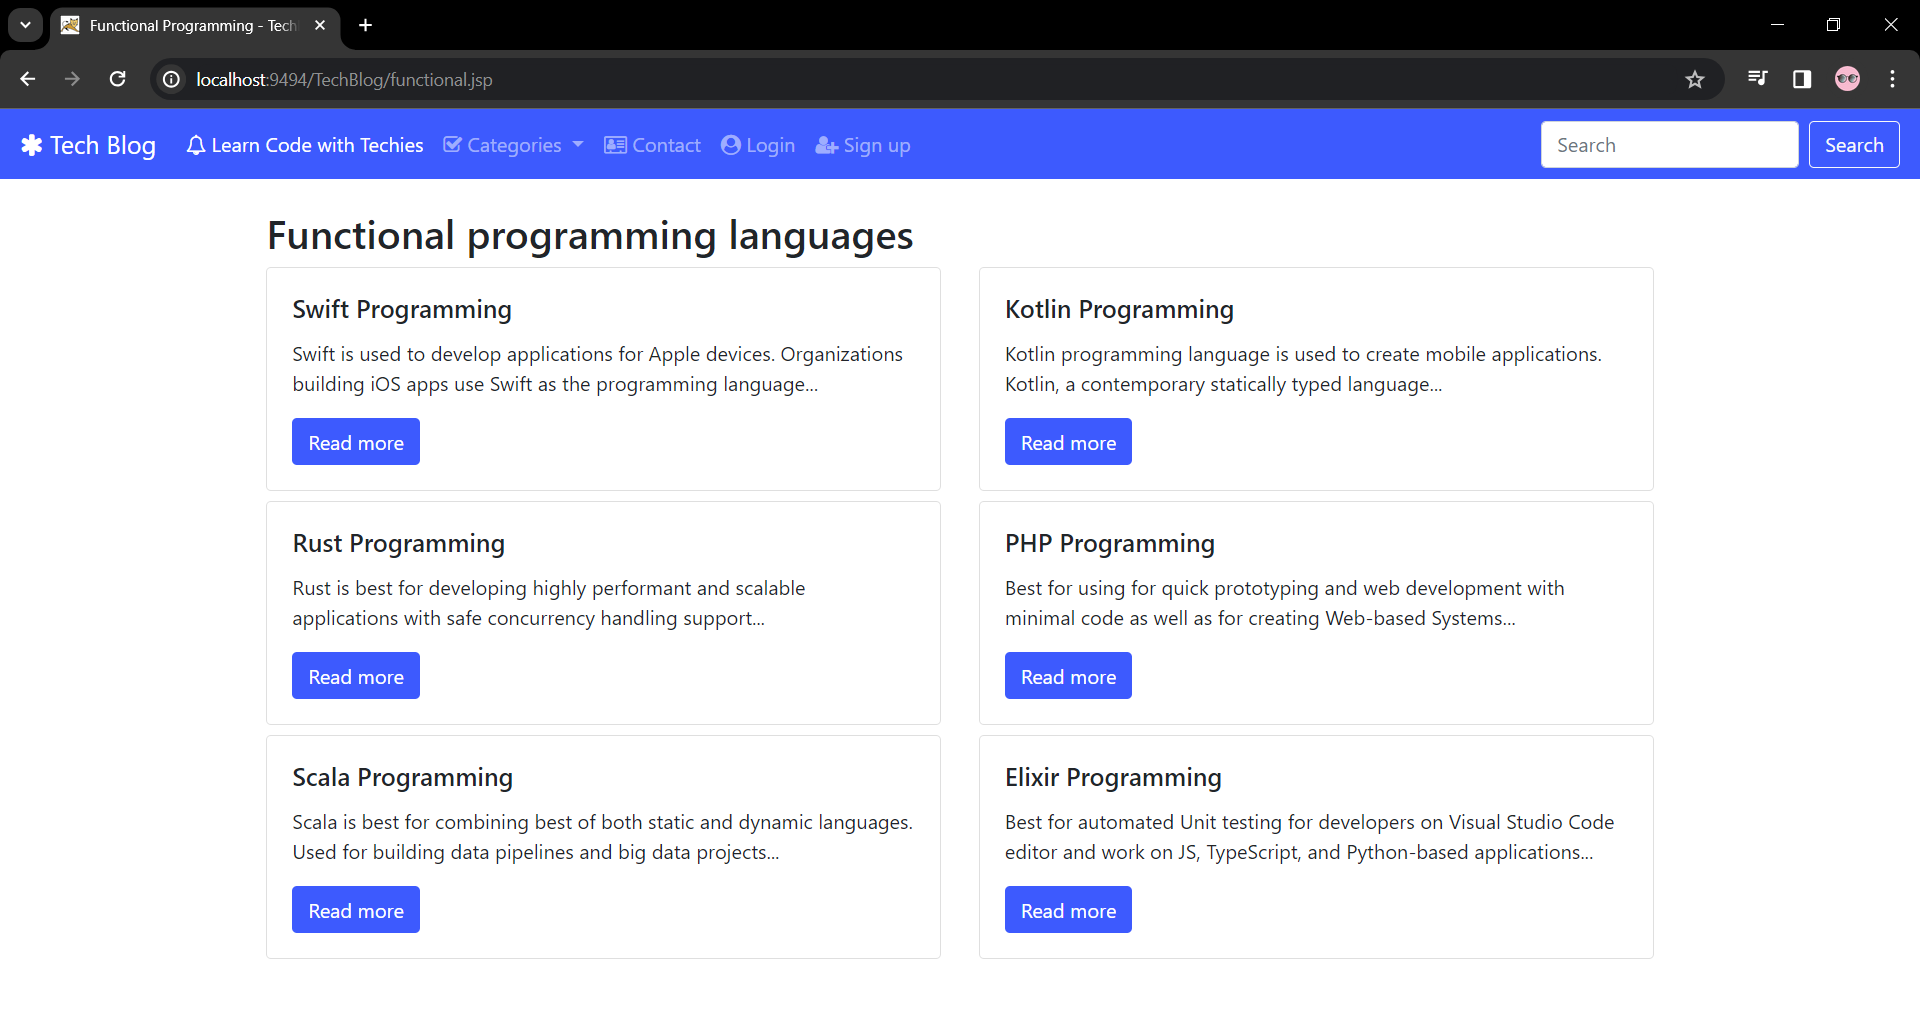 Functional Programming - Tech
localhost:9494/TechBlog/functional.jsp
Tech Blog Learn Code with Techies Categories Contact Login Sign up Search Search
Functional programming languages
Swift Programming
Swift is used to develop applications for Apple devices. Organizations
building iOS apps use Swift as the programming language...
Read more
Kotlin Programming
Kotlin programming language is used to create mobile applications.
Kotlin, a contemporary statically typed language...
Read more
Rust Programming
Rust is best for developing highly performant and scalable
applications with safe concurrency handling support...
Read more
PHP Programming
Best for using for quick prototyping and web development with
minimal code as well as for creating Web-based Systems...
Read more
Scala Programming
Scala is best for combining best of both static and dynamic languages.
Used for building data pipelines and big data projects...
Read more
Elixir Programming
Best for automated Unit testing for developers on Visual Studio Code
editor and work on JS, TypeScript, and Python-based applications...
Read more